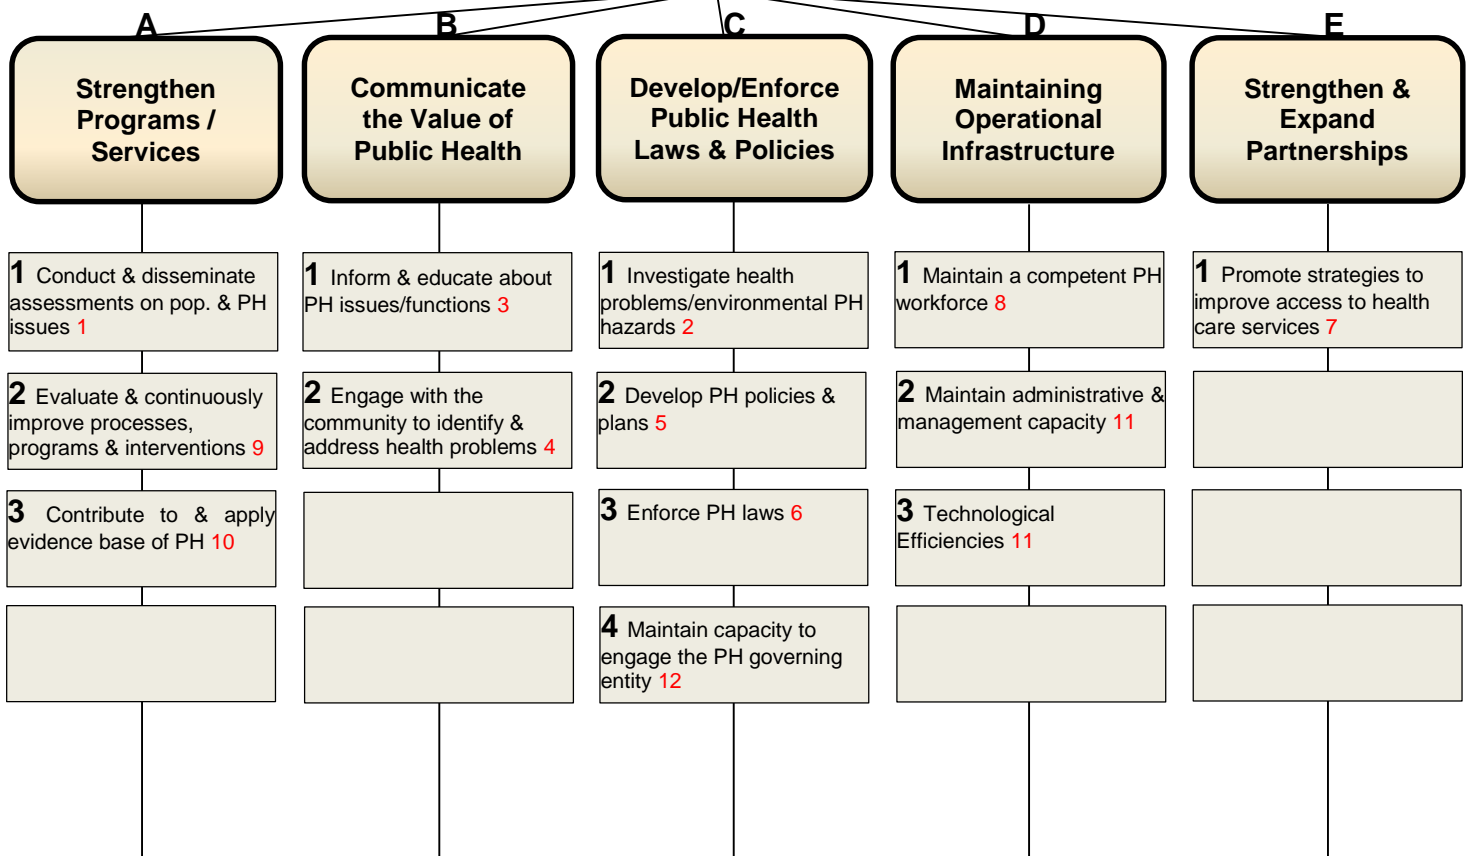 A
Strengthen
Programs /
Services
1 Conduct & disseminate
assessments on pop. & PH
issues 1
2 Evaluate & continuously
improve processes,
programs & interventions 9
3 Contribute to & apply
evidence base of PH 10
B
Communicate
the Value of
Public Health
1 Inform & educate about
PH issues/functions 3
2 Engage with the
community to identify &
address health problems 4
C
Develop/Enforce
Public Health
Laws & Policies
1 Investigate health
problems/environmental PH
hazards 2
2 Develop PH policies &
plans 5
3 Enforce PH laws 6
4 Maintain capacity to
engage the PH governing
entity 12
D
Maintaining
Operational
Infrastructure
1 Maintain a competent PH
workforce 8
2 Maintain administrative &
management capacity 11
3 Technological
Efficiencies 11
E
Strengthen &
Expand
Partnerships
1 Promote strategies to
improve access to health
care services 7